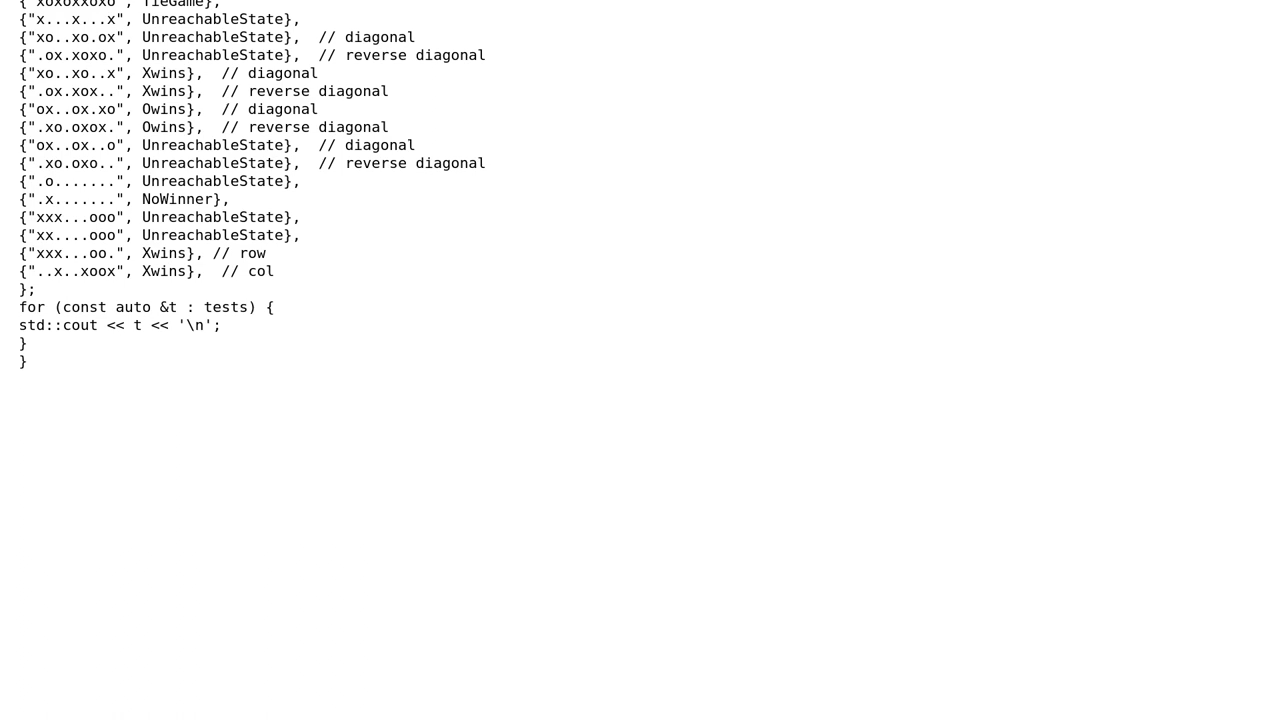 {"xoxoxxoxo", TieGame},
{"x...x...x", UnreachableState},
{"xo..xo.ox", UnreachableState},  // diagonal
{".ox.xoxo.", UnreachableState},  // reverse diagonal
{"xo..xo..x", Xwins},  // diagonal
{".ox.xox..", Xwins},  // reverse diagonal
{"ox..ox.xo", Owins},  // diagonal
{".xo.oxox.", Owins},  // reverse diagonal
{"ox..ox..o", UnreachableState},  // diagonal
{".xo.oxo..", UnreachableState},  // reverse diagonal
{".o.......", UnreachableState},
{".x.......", NoWinner},
{"xxx...ooo", UnreachableState},
{"xx....ooo", UnreachableState},
{"xxx...oo.", Xwins}, // row
{"..x..xoox", Xwins},  // col
};
for (const auto &t : tests) {
std::cout << t << '\n';
}
}